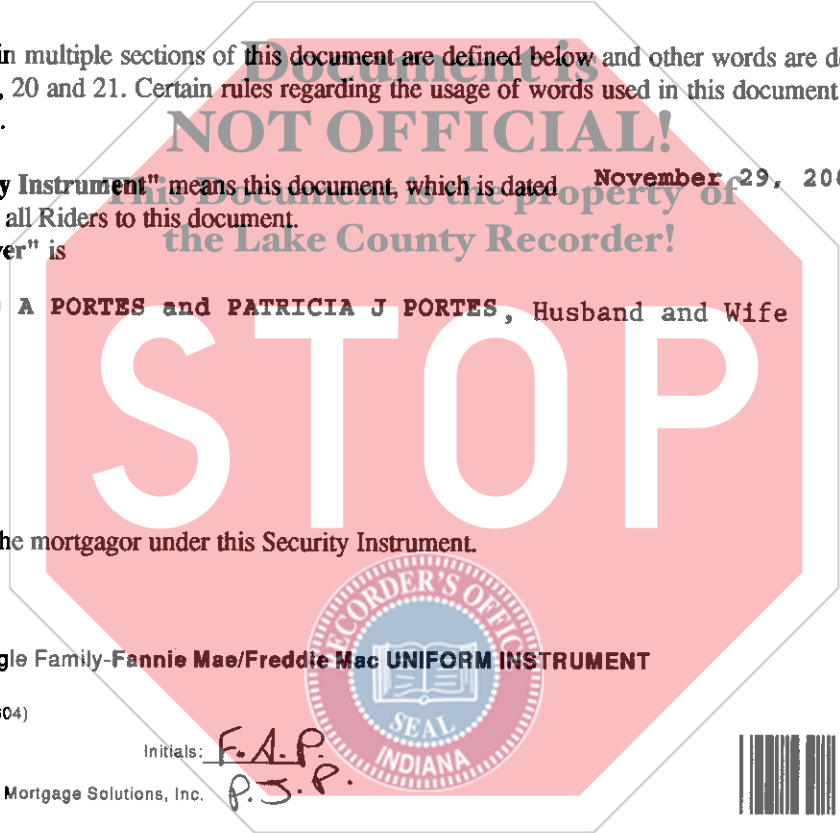 in multiple sections of this document are defined below and other words are d
, 20 and 21. Certain rules regarding the usage of words used in this document
.
Document is
NOT OFFICIAL!
This Document is the property of
the Lake County Recorder!
y Instrument" means this document, which is dated November 29, 200
all Riders to this document.
er" is
A PORTES and PATRICIA J PORTES, Husband and Wife
STOP
he mortgagor under this Security Instrument.
RECORDER'S OFFICE
SEAL
INDIANA
gle Family-Fannie Mae/Freddie Mac UNIFORM INSTRUMENT
604)
Initials: F.A.P.
P.J.P.
Mortgage Solutions, Inc.